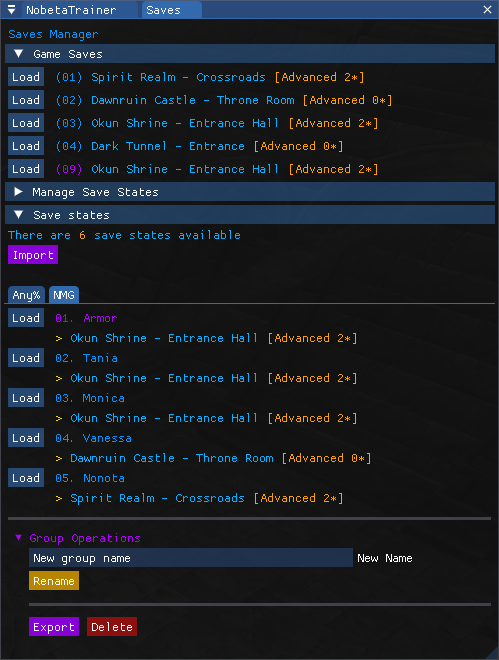 NobetaTrainer Saves
Saves Manager
Game Saves
Load (01) Spirit Realm - Crossroads [Advanced 2*]
Load (02) Dawnruin Castle - Throne Room [Advanced 0*]
Load (03) Okun Shrine - Entrance Hall [Advanced 2*]
Load (04) Dark Tunnel - Entrance [Advanced 0*]
Load (09) Okun Shrine - Entrance Hall [Advanced 2*]
Manage Save States
Save states
There are 6 save states available
Import
Any% NMG
Load 01. Armor
> Okun Shrine - Entrance Hall [Advanced 2*]
Load 02. Tania
> Okun Shrine - Entrance Hall [Advanced 2*]
Load 03. Monica
> Okun Shrine - Entrance Hall [Advanced 2*]
Load 04. Vanessa
> Dawnruin Castle - Throne Room [Advanced 0*]
Load 05. Nonota
> Spirit Realm - Crossroads [Advanced 2*]
Group Operations
New group name New Name
Rename
Export Delete